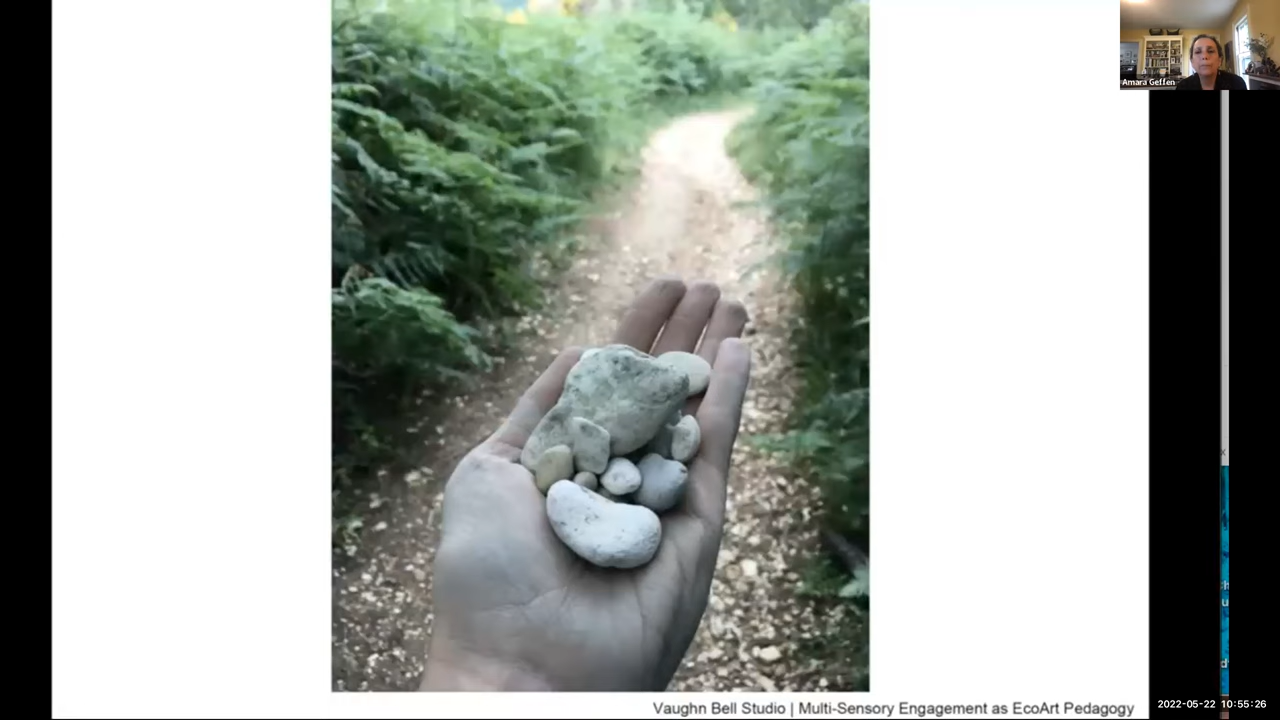 Amara Geffen
Vaughn Bell Studio | Multi-Sensory Engagement as EcoArt Pedagogy
2022-05-22 10:55:26